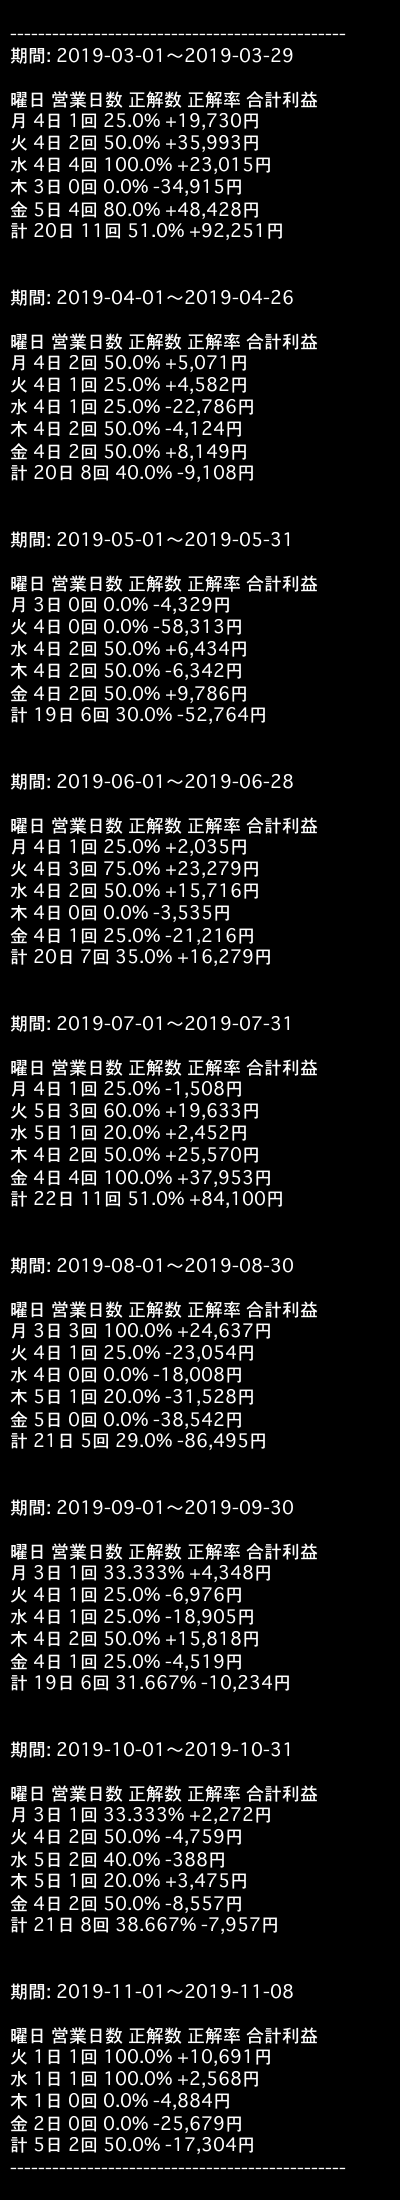 ------------------------------------------------
期間: 2019-03-01〜2019-03-29
曜日 営業日数 正解数 正解率 合計利益
月 4日 1回 25.0% +19,730円
火 4日 2回 50.0% +35,993円
水 4日 4回 100.0% +23,015円
木 3日 0回 0.0% -34,915円
金 5日 4回 80.0% +48,428円
計 20日 11回 51.0% +92,251円
期間: 2019-04-01〜2019-04-26
曜日 営業日数 正解数 正解率 合計利益
月 4日 2回 50.0% +5,071円
火 4日 1回 25.0% +4,582円
水 4日 1回 25.0% -22,786円
木 4日 2回 50.0% -4,124円
金 4日 2回 50.0% +8,149円
計 20日 8回 40.0% -9,108円
期間: 2019-05-01〜2019-05-31
曜日 営業日数 正解数 正解率 合計利益
月 3日 0回 0.0% -4,329円
火 4日 0回 0.0% -58,313円
水 4日 2回 50.0% +6,434円
木 4日 2回 50.0% -6,342円
金 4日 2回 50.0% +9,786円
計 19日 6回 30.0% -52,764円
期間: 2019-06-01〜2019-06-28
曜日 営業日数 正解数 正解率 合計利益
月 4日 1回 25.0% +2,035円
火 4日 3回 75.0% +23,279円
水 4日 2回 50.0% +15,716円
木 4日 0回 0.0% -3,535円
金 4日 1回 25.0% -21,216円
計 20日 7回 35.0% +16,279円
期間: 2019-07-01〜2019-07-31
曜日 営業日数 正解数 正解率 合計利益
月 4日 1回 25.0% -1,508円
火 5日 3回 60.0% +19,633円
水 5日 1回 20.0% +2,452円
木 4日 2回 50.0% +25,570円
金 4日 4回 100.0% +37,953円
計 22日 11回 51.0% +84,100円
期間: 2019-08-01〜2019-08-30
曜日 営業日数 正解数 正解率 合計利益
月 3日 3回 100.0% +24,637円
火 4日 1回 25.0% -23,054円
水 4日 0回 0.0% -18,008円
木 5日 1回 20.0% -31,528円
金 5日 0回 0.0% -38,542円
計 21日 5回 29.0% -86,495円
期間: 2019-09-01〜2019-09-30
曜日 営業日数 正解数 正解率 合計利益
月 3日 1回 33.333% +4,348円
火 4日 1回 25.0% -6,976円
水 4日 1回 25.0% -18,905円
木 4日 2回 50.0% +15,818円
金 4日 1回 25.0% -4,519円
計 19日 6回 31.667% -10,234円
期間: 2019-10-01〜2019-10-31
曜日 営業日数 正解数 正解率 合計利益
月 3日 1回 33.333% +2,272円
火 4日 2回 50.0% -4,759円
水 5日 2回 40.0% -388円
木 5日 1回 20.0% +3,475円
金 4日 2回 50.0% -8,557円
計 21日 8回 38.667% -7,957円
期間: 2019-11-01〜2019-11-08
曜日 営業日数 正解数 正解率 合計利益
火 1日 1回 100.0% +10,691円
水 1日 1回 100.0% +2,568円
木 1日 0回 0.0% -4,884円
金 2日 0回 0.0% -25,679円
計 5日 2回 50.0% -17,304円
------------------------------------------------